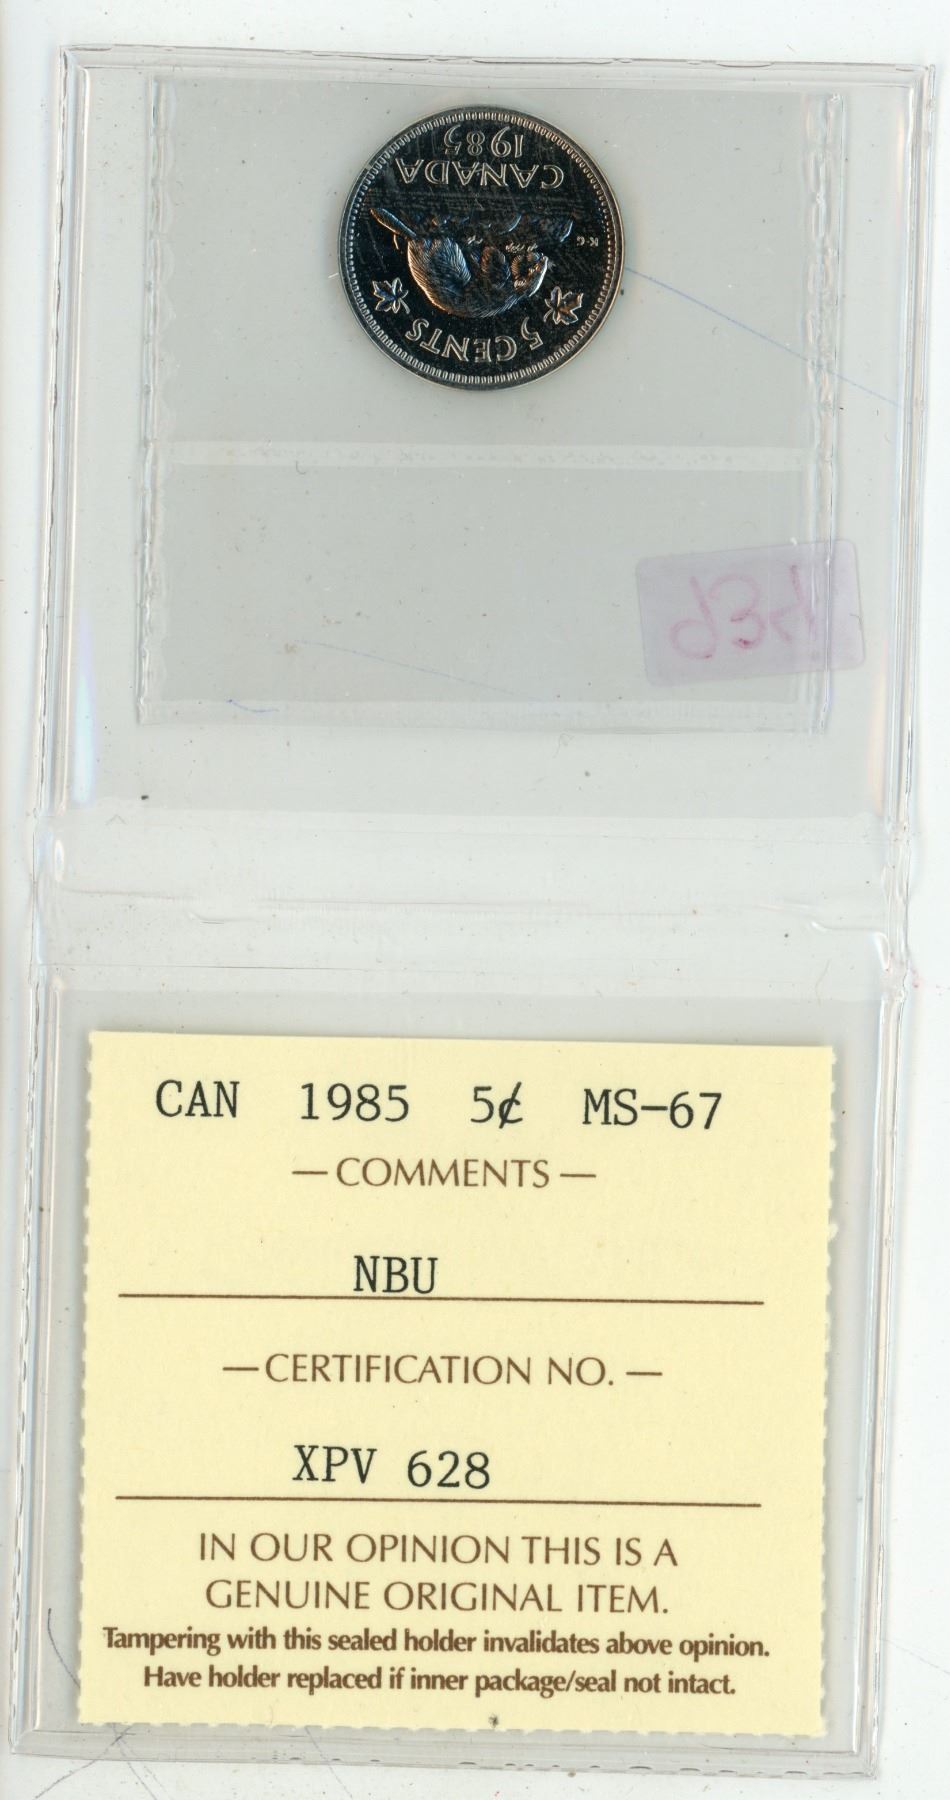 1985
CANADA
K·G
5 CENTS
CAN 1985 5¢ MS-67
— COMMENTS —
NBU
— CERTIFICATION NO. —
XPV 628
IN OUR OPINION THIS IS A
GENUINE ORIGINAL ITEM.
Tampering with this sealed holder invalidates above opinion.
Have holder replaced if inner package/seal not intact.